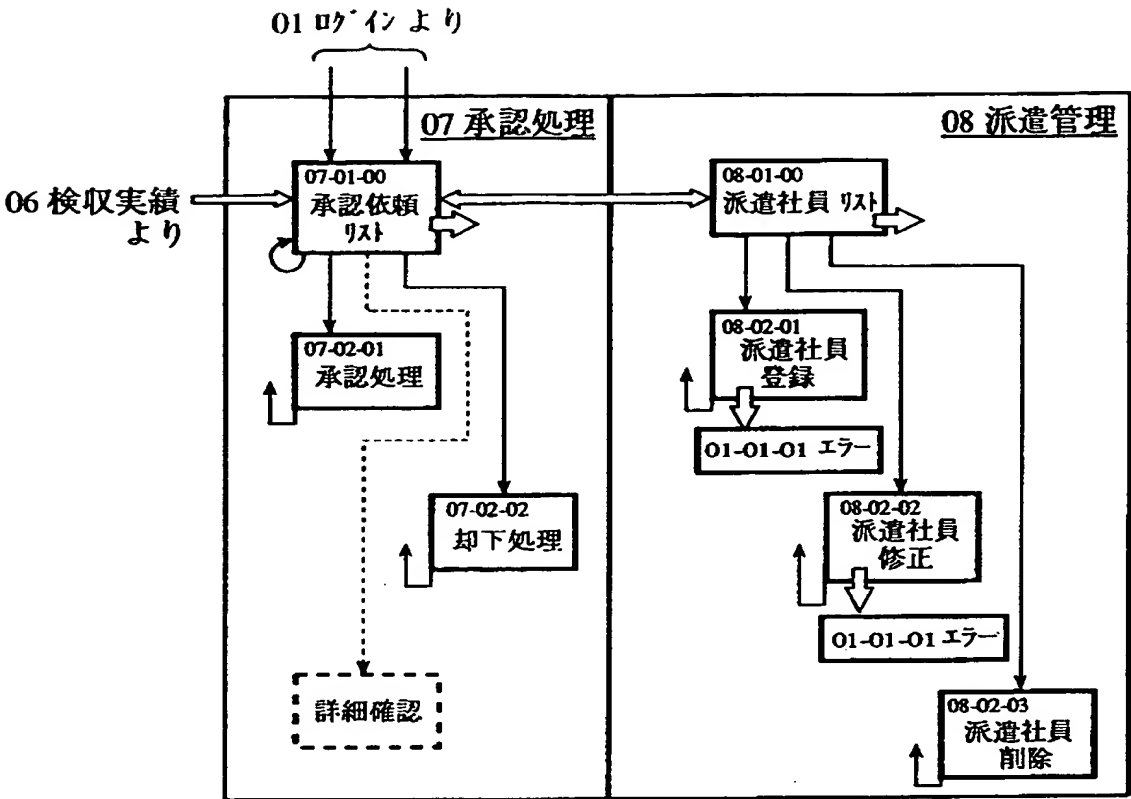 01 ログイン より
07 承認処理
08 派遣管理
06 検収実績
より
07-01-00
承認依頼
リスト
08-01-00
派遣社員 リスト
07-02-01
承認処理
08-02-01
派遣社員
登録
01-01-01 エラー
07-02-02
却下処理
08-02-02
派遣社員
修正
01-01-01 エラー
詳細確認
08-02-03
派遣社員
削除